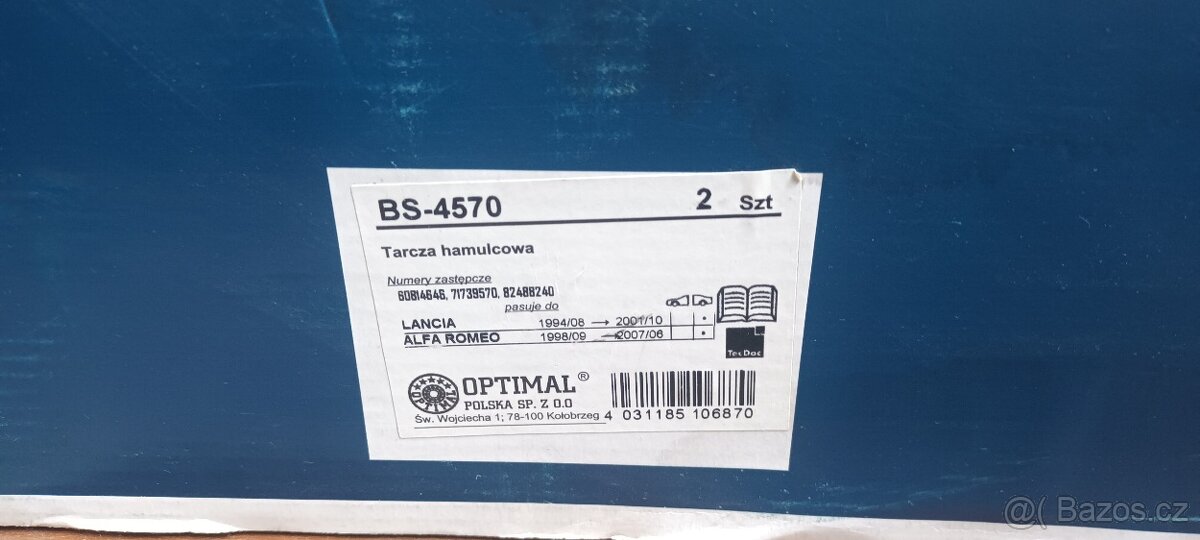 BS-4570 2 Szt
Tarcza hamulcowa
Numery zastępcze
60814646, 71739570, 82488240
pasuje do
LANCIA 1994/08 → 2001/10
ALFA ROMEO 1998/09 → 2007/06
TecDoc
OPTIMAL®
POLSKA SP. Z O.O
Św. Wojciecha 1; 78-100 Kołobrzeg
4 031185 106870
OPTIMAL
@( Bazos.cz